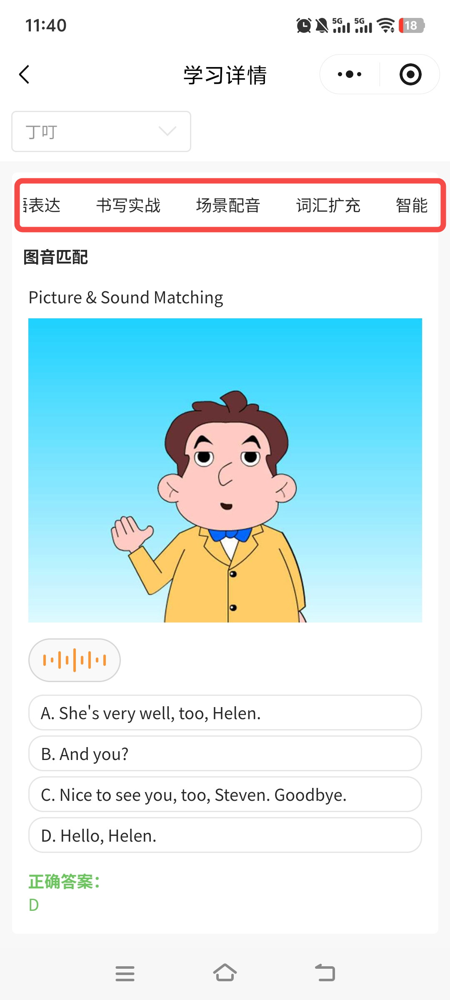 11:40
5G 5G 18
学习详情
丁叮
表达 书写实战 场景配音 词汇扩充 智能
图音匹配
Picture & Sound Matching
A. She's very well, too, Helen.
B. And you?
C. Nice to see you, too, Steven. Goodbye.
D. Hello, Helen.
正确答案：
D